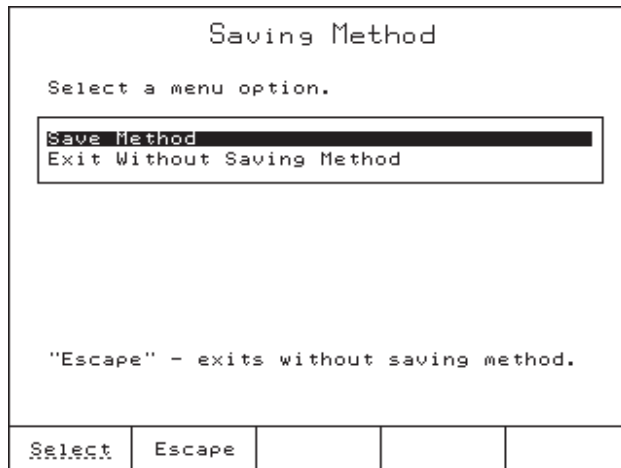 Saving Method
Select a menu option.
Save Method
Exit Without Saving Method
"Escape" - exits without saving method.
Select Escape